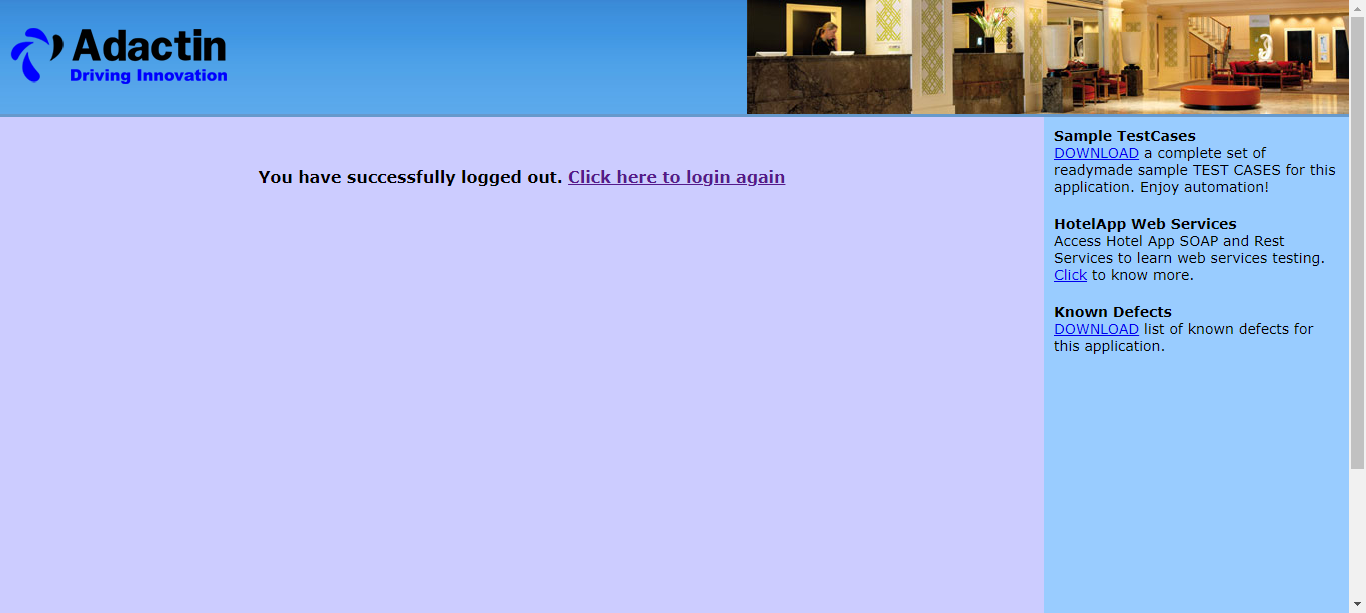 Adactin
Driving Innovation
You have successfully logged out. Click here to login again
Sample TestCases
DOWNLOAD a complete set of
readymade sample TEST CASES for this
application. Enjoy automation!
HotelApp Web Services
Access Hotel App SOAP and Rest
Services to learn web services testing.
Click to know more.
Known Defects
DOWNLOAD list of known defects for
this application.